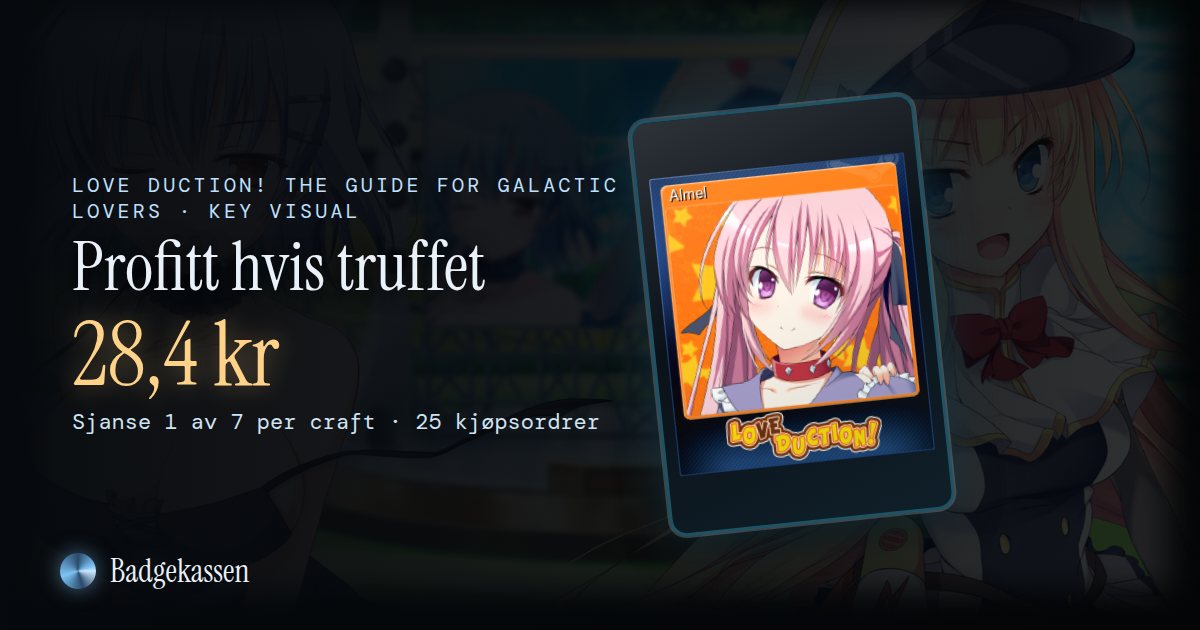 LOVE DUCTION! THE GUIDE FOR GALACTIC
LOVERS · KEY VISUAL
Profitt hvis truffet
28,4 kr
Sjanse 1 av 7 per craft · 25 kjøpsordrer
Almel
LOVE
DUCTION!
Badgekassen